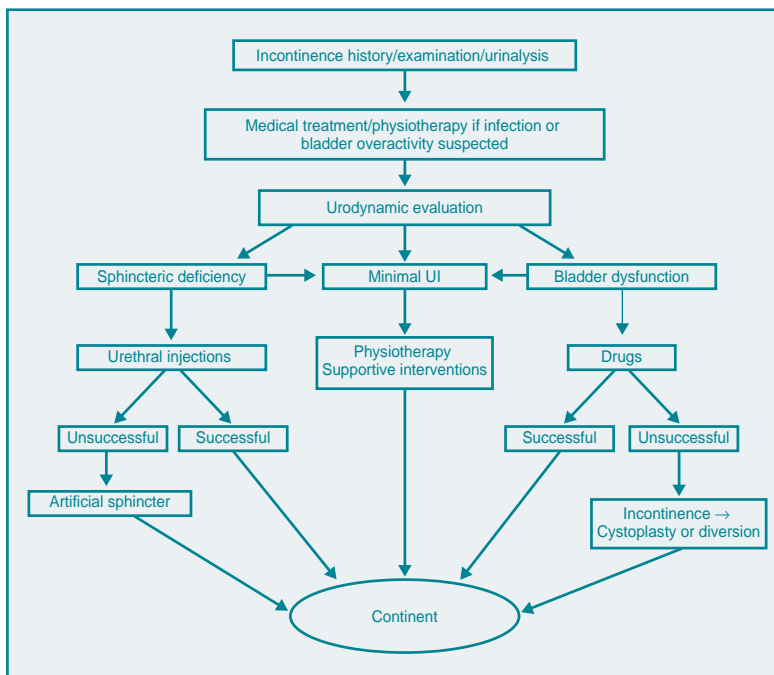 Incontinence history/examination/urinalysis
Medical treatment/physiotherapy if infection or
bladder overactivity suspected
Urodynamic evaluation
Sphincteric deficiency
Minimal UI
Bladder dysfunction
Urethral injections
Physiotherapy
Supportive interventions
Drugs
Unsuccessful
Successful
Successful
Unsuccessful
Artificial sphincter
Incontinence →
Cystoplasty or diversion
Continent